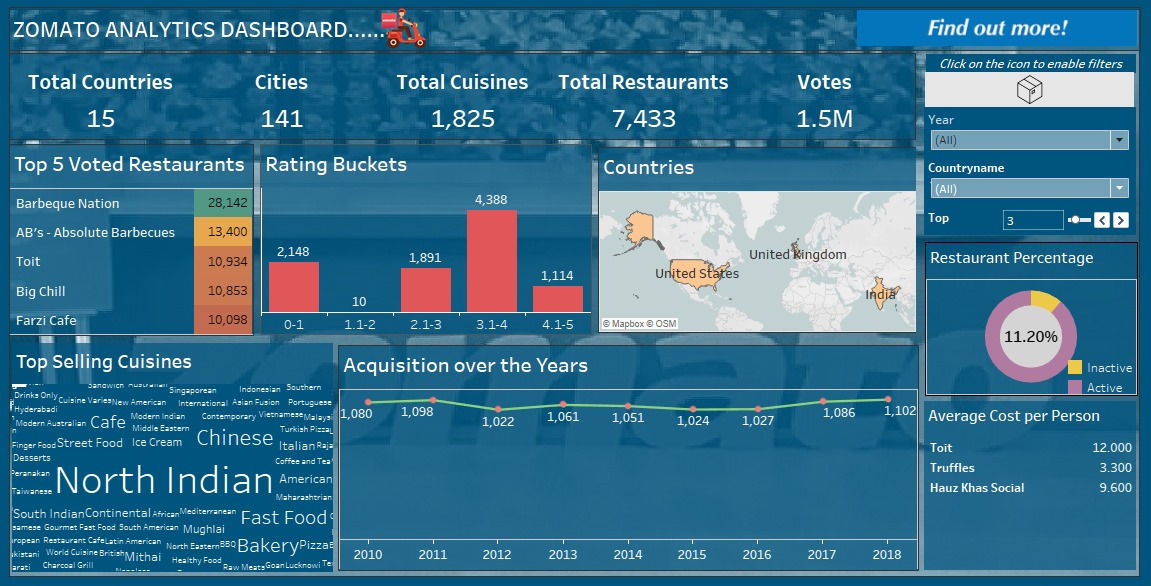 ZOMATO ANALYTICS DASHBOARD......
Find out more!
Total Countries
15
Cities
141
Total Cuisines
1,825
Total Restaurants
7,433
Votes
1.5M
Click on the icon to enable filters
Year
(All)
Countryname
(All)
Top
3
Top 5 Voted Restaurants
Barbeque Nation 28,142
AB's - Absolute Barbecues 13,400
Toit 10,934
Big Chill 10,853
Farzi Cafe 10,098
Rating Buckets
4,388
2,148
1,891
1,114
10
0-1 1.1-2 2.1-3 3.1-4 4.1-5
Countries
United Kingdom
United States
India
© Mapbox © OSM
Restaurant Percentage
11.20%
Inactive
Active
Top Selling Cuisines
Sandwich Australian
Singaporean Indonesian Southern
Drinks Only Cuisine Varies New American International Asian Fusion Portuguese
Hyderabadi Modern Indian Contemporary Vietnamese Malaysi
Modern Australian Cafe Middle Eastern Turkish Pizza
Chinese
Finger Food Street Food Ice Cream Italian Raja
Desserts Coffee and Tea
Peranakan North Indian American
Taiwanese Maharashtrian
South Indian Continental African Mediterranean
Fast Food
Gourmet Fast Food South American Mughlai
Restaurant Cafe Latin American North Eastern BBQ Bakery Pizza
World Cuisine British Mithai Healthy Food
Charcoal Grill Raw Meats Goan Lucknowi
Acquisition over the Years
1,080 1,098 1,022 1,061 1,051 1,024 1,027 1,086 1,102
2010 2011 2012 2013 2014 2015 2016 2017 2018
Average Cost per Person
Toit 12.000
Truffles 3.300
Hauz Khas Social 9.600